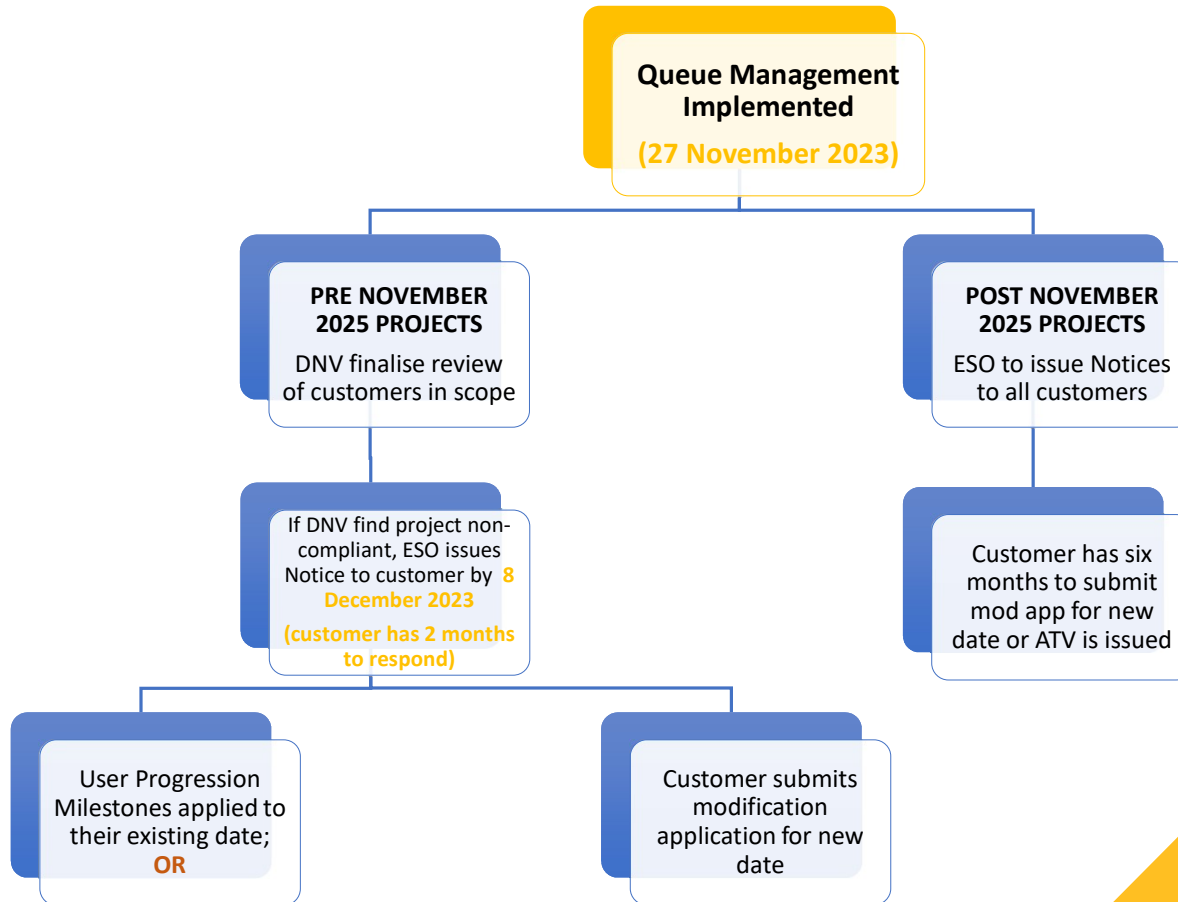 Queue Management
Implemented
(27 November 2023)
PRE NOVEMBER
2025 PROJECTS
DNV finalise review
of customers in scope
POST NOVEMBER
2025 PROJECTS
ESO to issue Notices
to all customers
If DNV find project non-
compliant, ESO issues
Notice to customer by 8
December 2023
(customer has 2 months
to respond)
Customer has six
months to submit
mod app for new
date or ATV is issued
User Progression
Milestones applied to
their existing date;
OR
Customer submits
modification
application for new
date